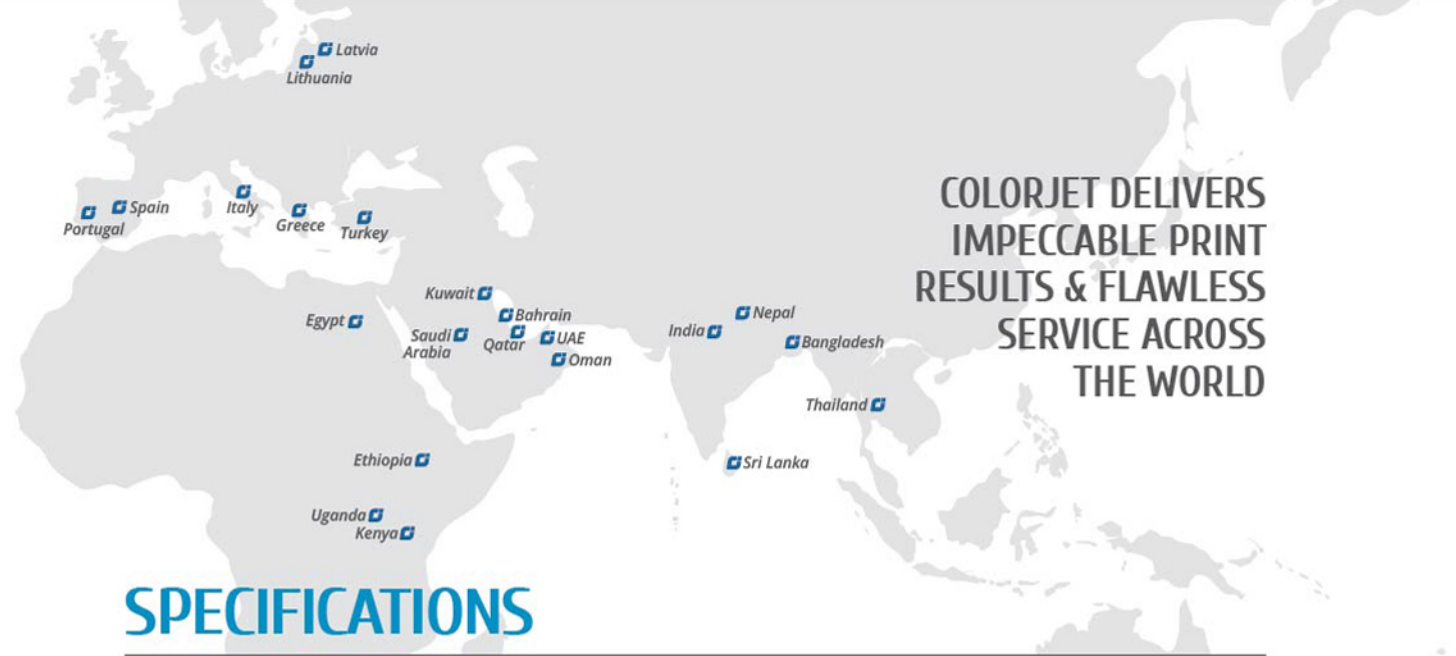 Latvia
Lithuania
Spain
Portugal
Italy
Greece
Turkey
COLORJET DELIVERS
IMPECCABLE PRINT
RESULTS & FLAWLESS
SERVICE ACROSS
THE WORLD
Kuwait
Bahrain
Egypt
Saudi
Arabia
Qatar
UAE
Oman
Nepal
India
Bangladesh
Thailand
Sri Lanka
Ethiopia
Uganda
Kenya
SPECIFICATIONS